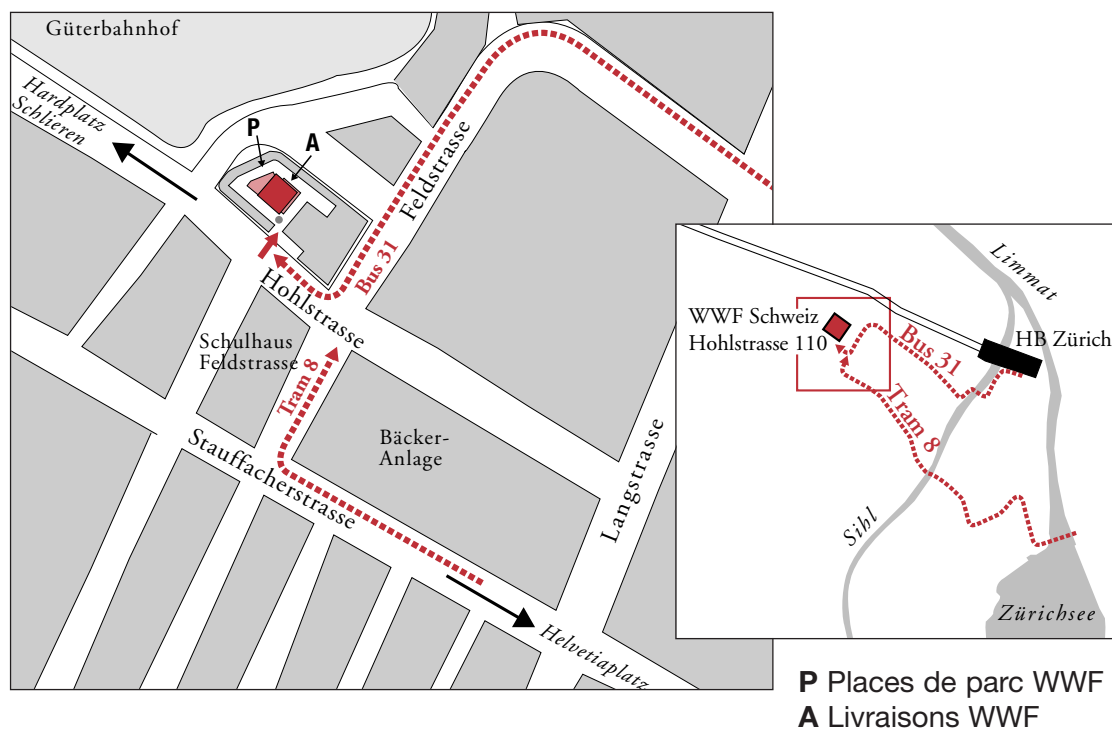 Güterbahnhof
Hardplatz
Schlieren
P
A
Feldstrasse
Bus 31
Hohlstrasse
Schulhaus
Feldstrasse
Tram 8
Stauffacherstrasse
Bäcker-
Anlage
Langstrasse
Helvetiaplatz
Limmat
WWF Schweiz
Hohlstrasse 110
HB Zürich
Bus 31
Tram 8
Sihl
Zürichsee
P Places de parc WWF
A Livraisons WWF